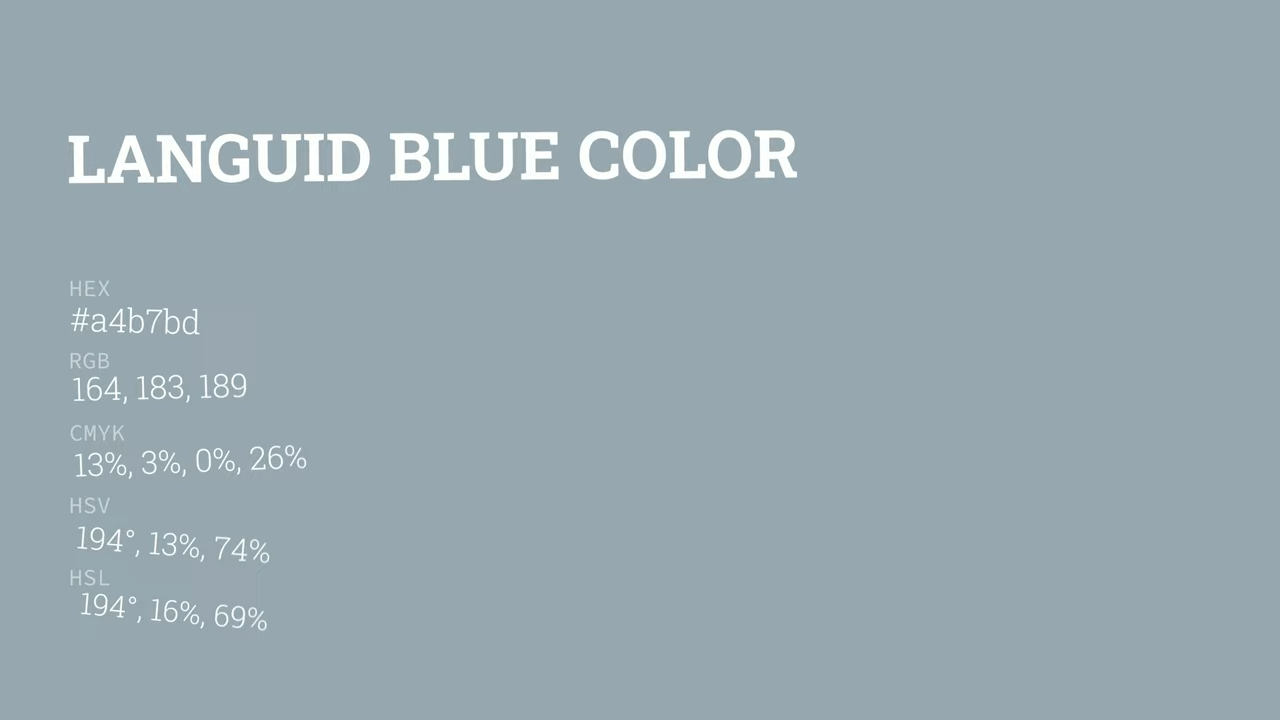 LANGUID BLUE COLOR
HEX
#a4b7bd
RGB
164, 183, 189
CMYK
13%, 3%, 0%, 26%
HSV
194°, 13%, 74%
HSL
194°, 16%, 69%